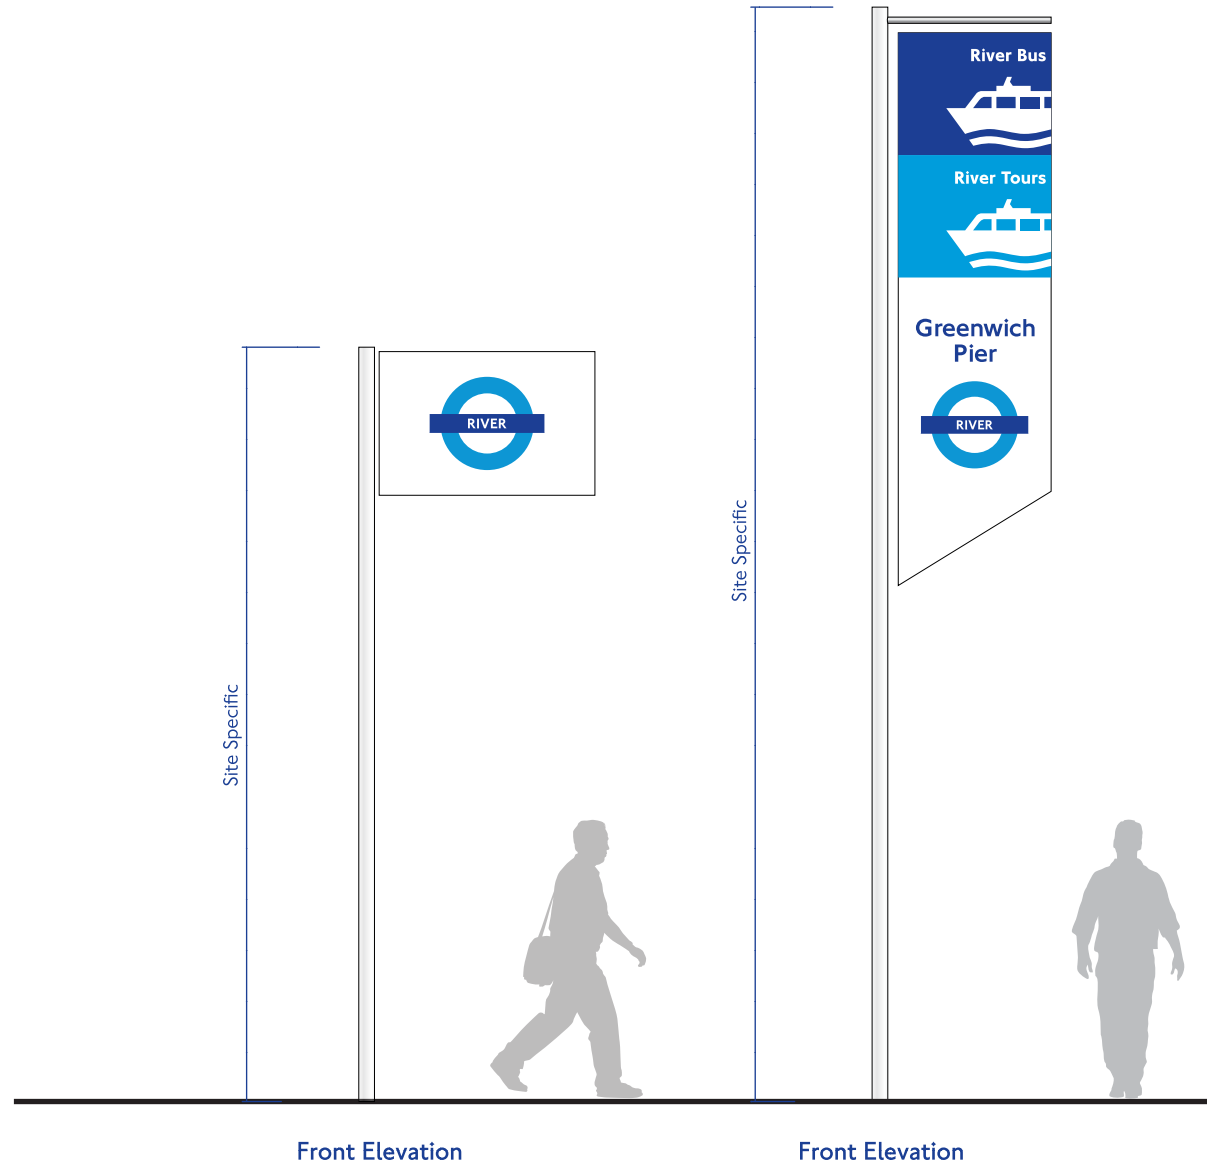 River Bus
River Tours
Greenwich
Pier
RIVER
RIVER
Site Specific
Site Specific
Front Elevation
Front Elevation